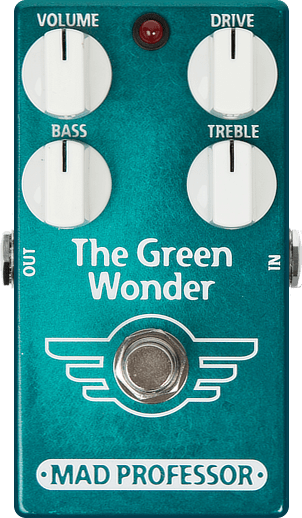 VOLUME DRIVE
BASS TREBLE
OUT IN
The Green
Wonder
·MAD PROFESSOR·